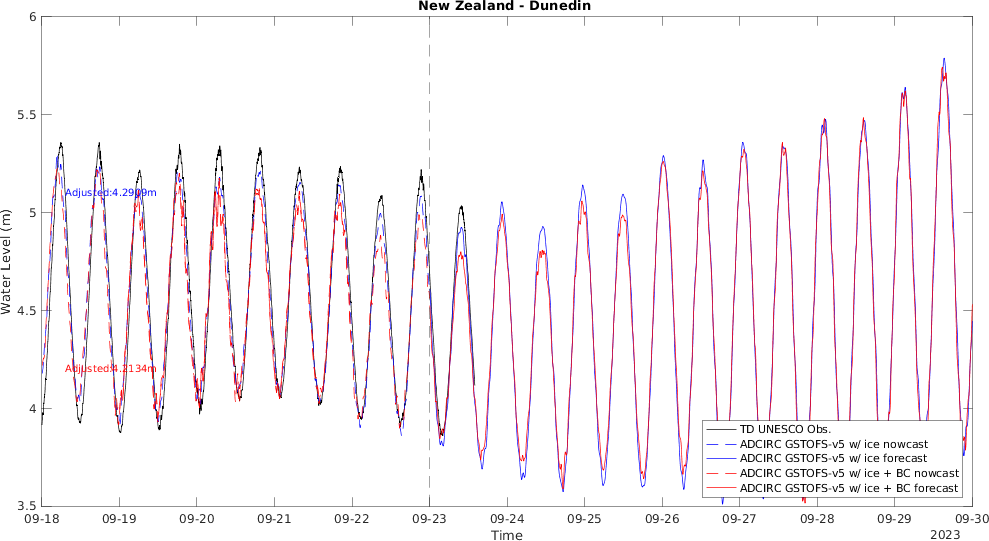 New Zealand - Dunedin
6
5.5
5
4.5
4
3.5
Water Level (m)
Adjusted:4.2909m
Adjusted:4.2134m
TD UNESCO Obs.
ADCIRC GSTOFS-v5 w/ ice nowcast
ADCIRC GSTOFS-v5 w/ ice forecast
ADCIRC GSTOFS-v5 w/ ice + BC nowcast
ADCIRC GSTOFS-v5 w/ ice + BC forecast
09-18 09-19 09-20 09-21 09-22 09-23 09-24 09-25 09-26 09-27 09-28 09-29 09-30
Time
2023